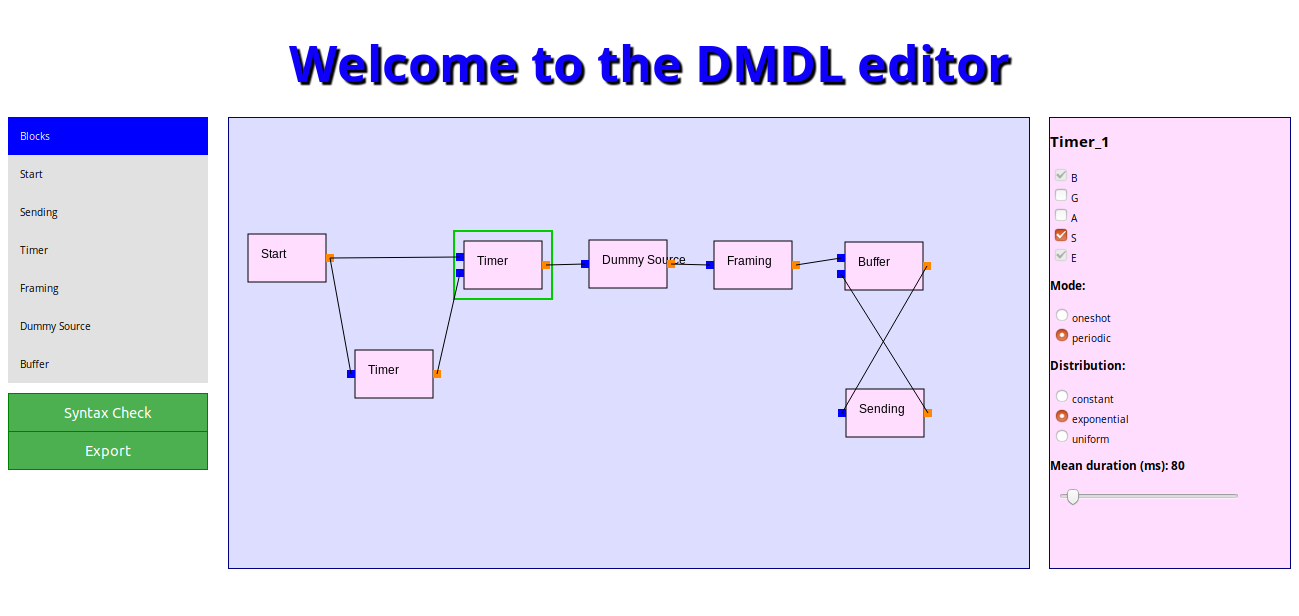 Welcome to the DMDL editor
Blocks
Start
Sending
Timer
Framing
Dummy Source
Buffer
Syntax Check
Export
Start
Timer
Dummy Source
Framing
Buffer
Timer
Sending
Timer_1
B
G
A
S
E
Mode:
oneshot
periodic
Distribution:
constant
exponential
uniform
Mean duration (ms): 80